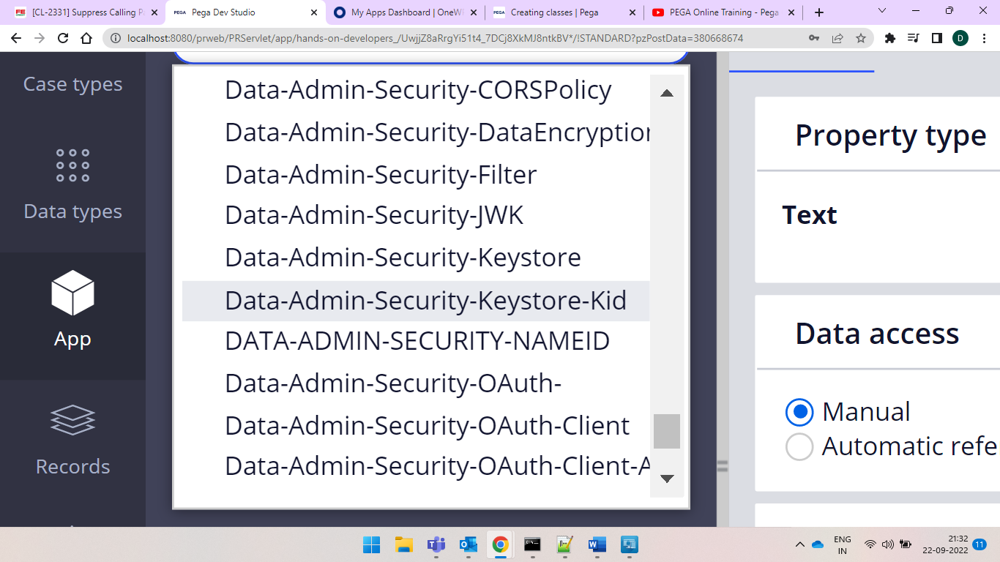 [CL-2331] Suppress Calling P
PEGA Pega Dev Studio
My Apps Dashboard | OneW
PEGA Creating classes | Pega
PEGA Online Training - Pega
localhost:8080/prweb/PRServlet/app/hands-on-developers_/UwjjZ8aRrgYi51t4_7DCj8XkMJ8ntkBV*/!STANDARD?pzPostData=380668674
D
Case types
Data types
App
Records
Data-Admin-Security-CORSPolicy
Data-Admin-Security-DataEncryption
Data-Admin-Security-Filter
Data-Admin-Security-JWK
Data-Admin-Security-Keystore
Data-Admin-Security-Keystore-Kid
DATA-ADMIN-SECURITY-NAMEID
Data-Admin-Security-OAuth-
Data-Admin-Security-OAuth-Client
Data-Admin-Security-OAuth-Client-A
Property type
Text
Data access
Manual
Automatic refe
ENG
IN
21:32
22-09-2022
11